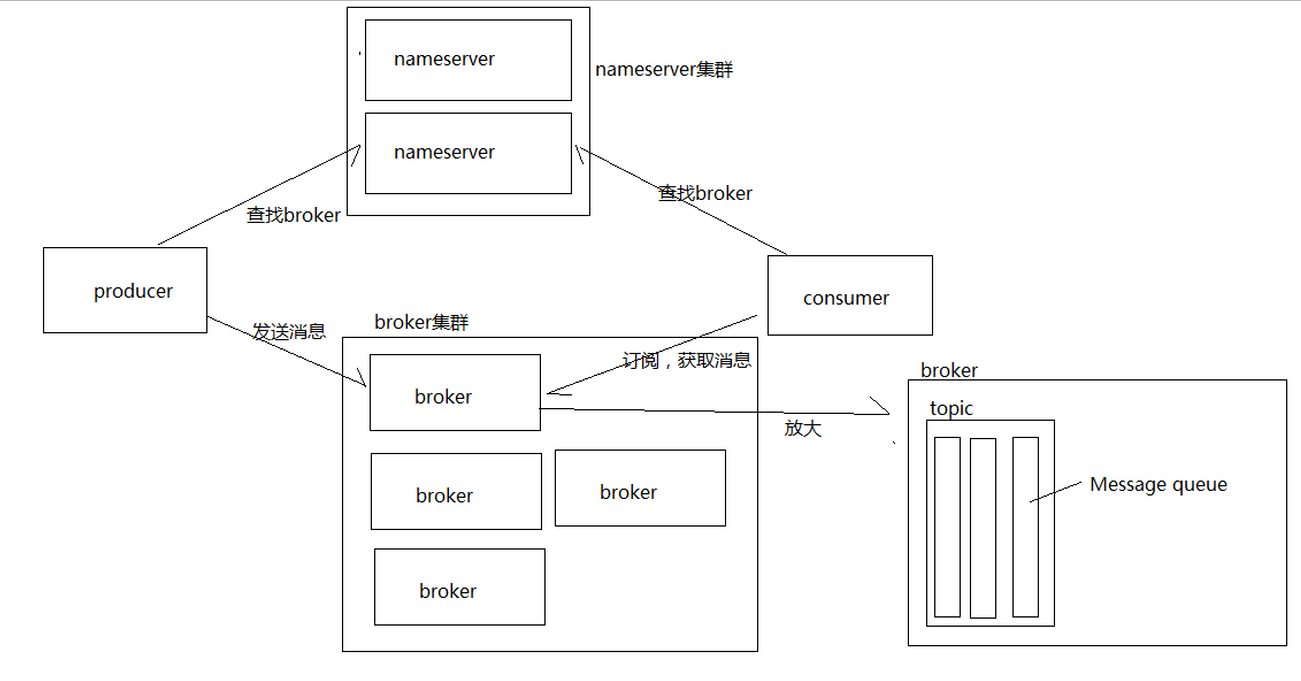 nameserver
nameserver集群
nameserver
查找broker
查找broker
producer
consumer
发送消息
broker集群
订阅，获取消息
broker
broker
topic
放大
Message queue
broker
broker
broker